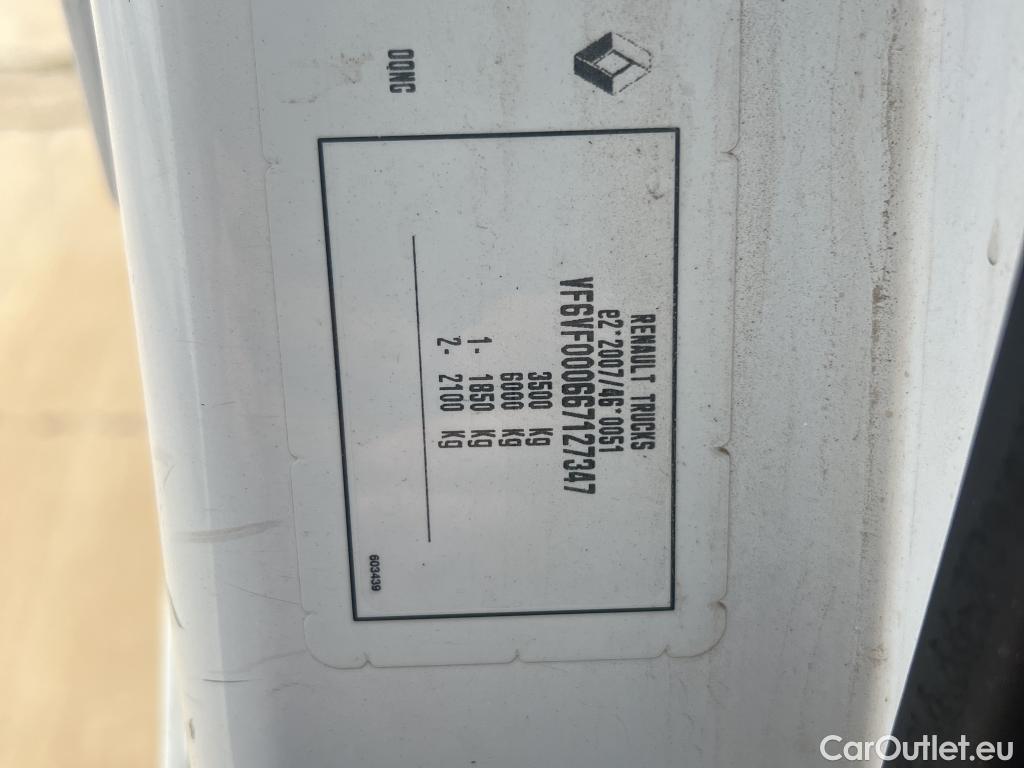 RENAULT TRUCKS
e2*2007/46*0051
VF6VF000667127347
3500 kg
6000 kg
1- 1850 kg
2- 2100 kg
603439
CarOutlet.eu